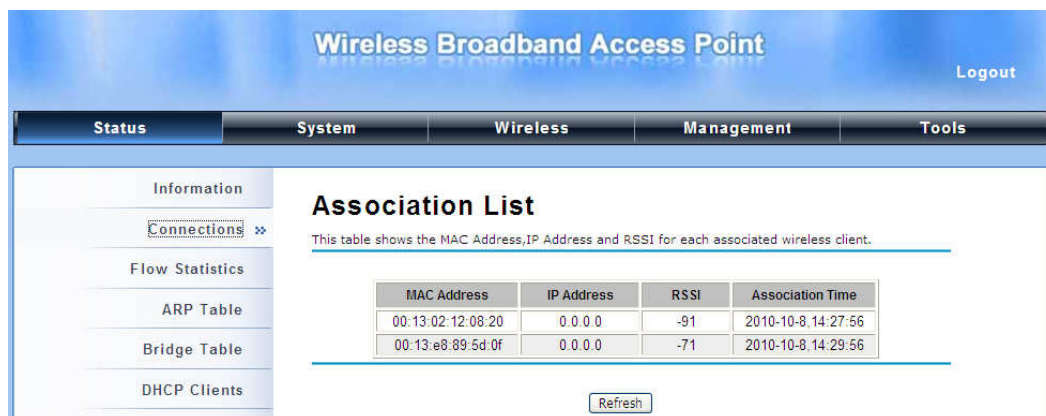 Wireless Broadband Access Point
Logout
Status System Wireless Management Tools
Information
Connections »
Flow Statistics
ARP Table
Bridge Table
DHCP Clients
Association List
This table shows the MAC Address,IP Address and RSSI for each associated wireless client.
MAC Address IP Address RSSI Association Time
00:13:02:12:08:20 0.0.0.0 -91 2010-10-8,14:27:56
00:13:e8:89:5d:0f 0.0.0.0 -71 2010-10-8,14:29:56
Refresh